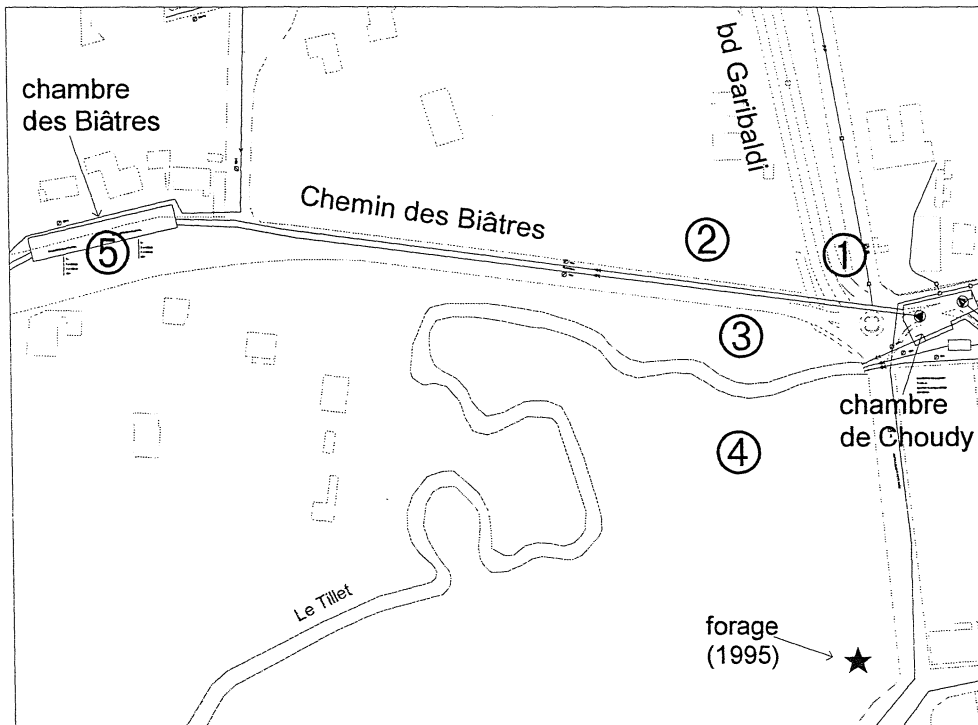 chambre
des Biâtres
bd Garibaldi
Chemin des Biâtres
②
①
⑤
③
chambre
de Choudy
④
Le Tillet
forage
(1995)